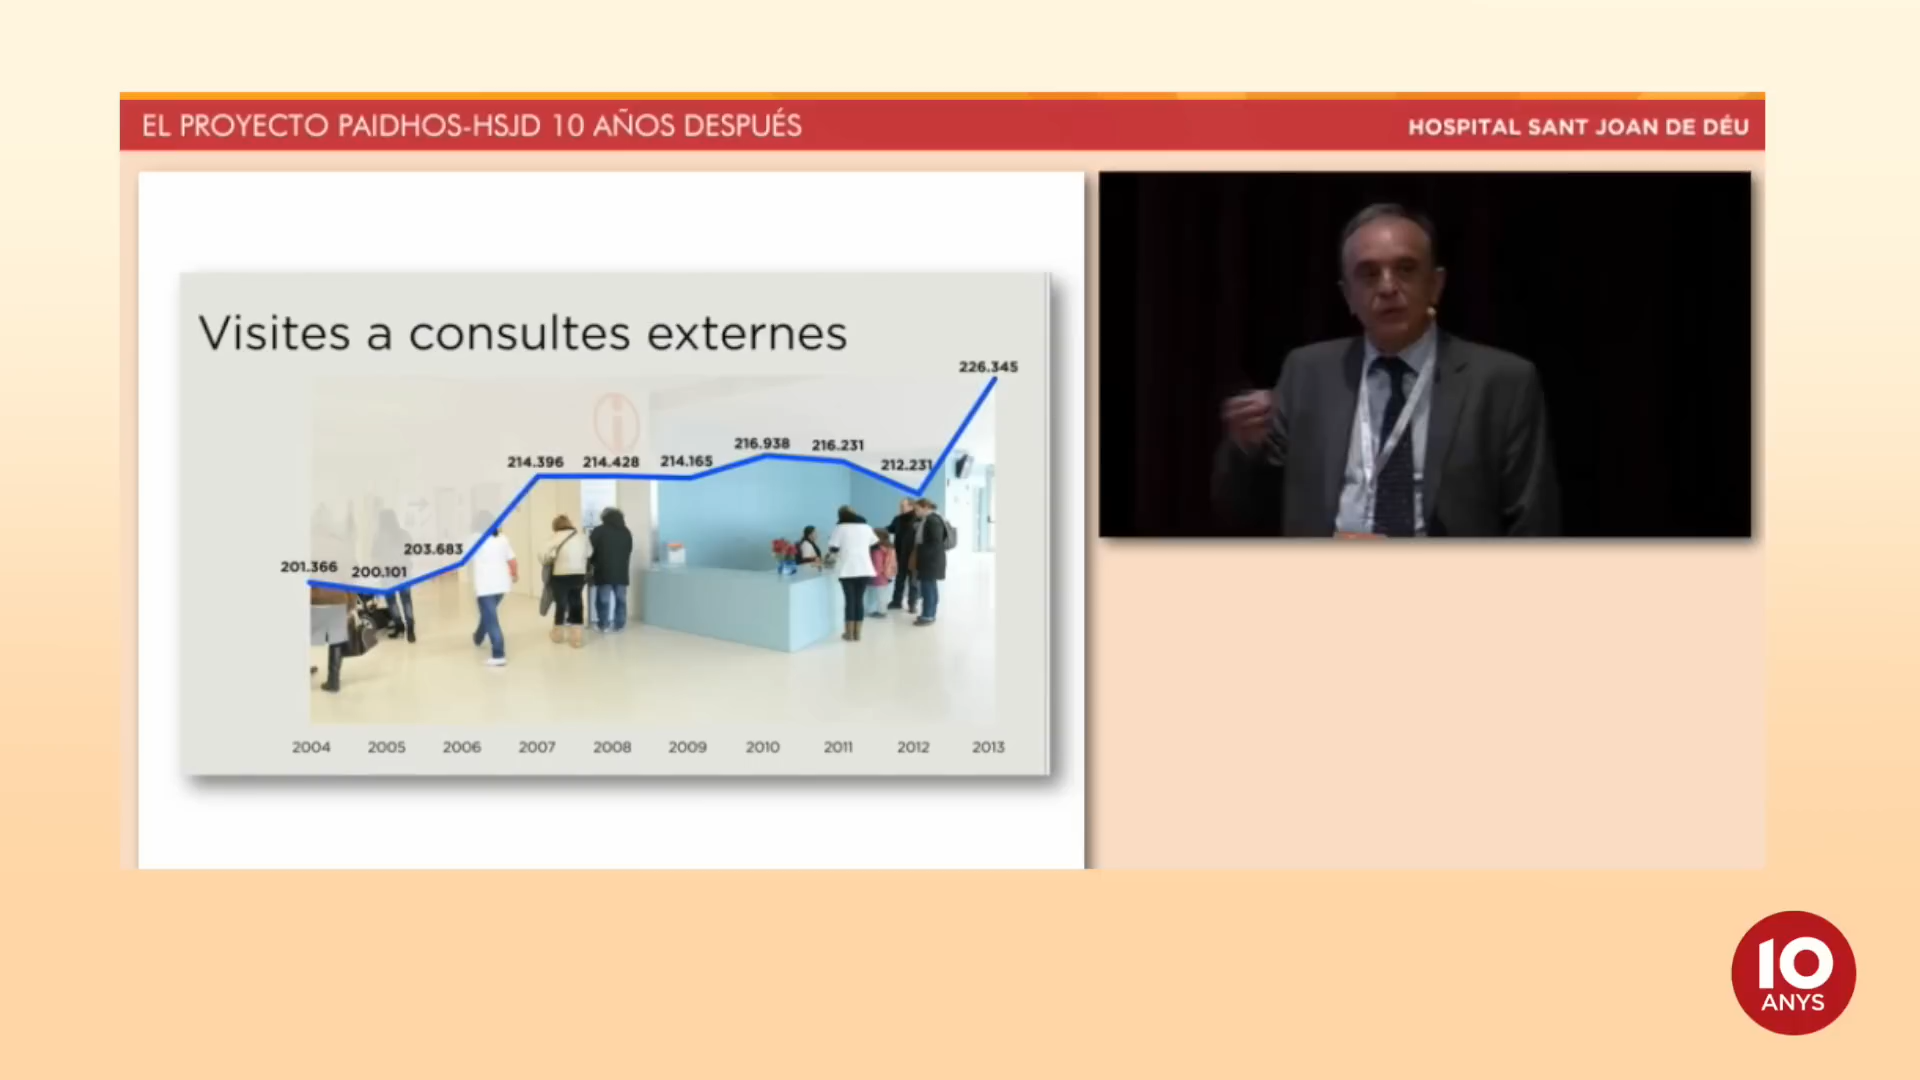 EL PROYECTO PAIDHOS-HSJD 10 AÑOS DESPUÉS
HOSPITAL SANT JOAN DE DÉU
Visites a consultes externes
226.345
216.938
216.231
214.396
214.428
214.165
212.231
203.683
201.366
200.101
2004 2005 2006 2007 2008 2009 2010 2011 2012 2013
10
ANYS